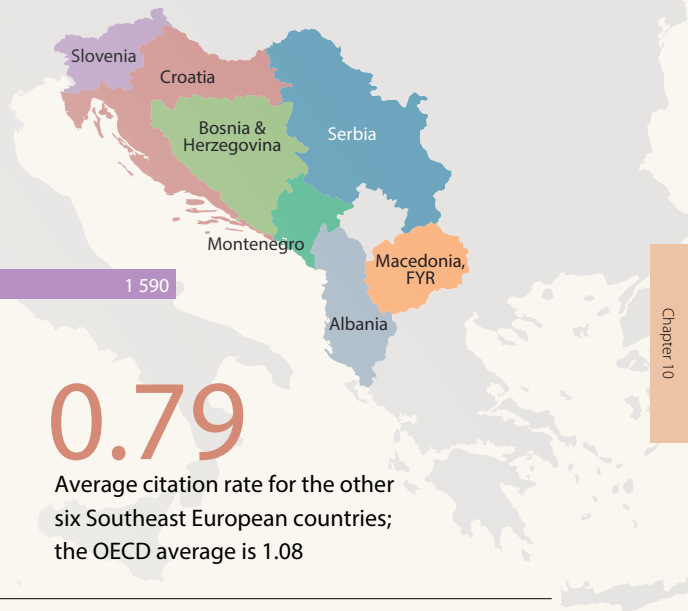 Slovenia
Croatia
Bosnia &
Herzegovina
Serbia
Montenegro
Macedonia,
FYR
1 590
Albania
Chapter 10
0.79
Average citation rate for the other
six Southeast European countries;
the OECD average is 1.08